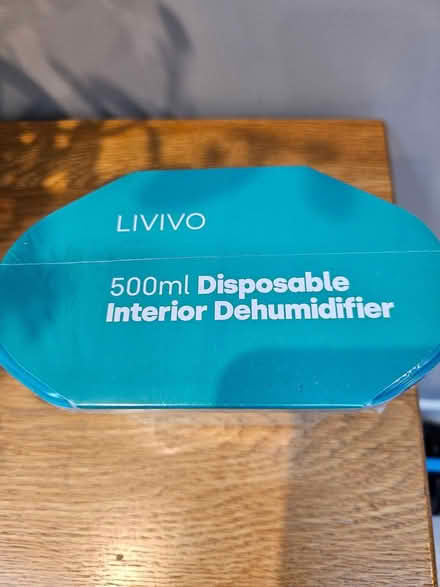 LIVIVO
500ml Disposable
Interior Dehumidifier